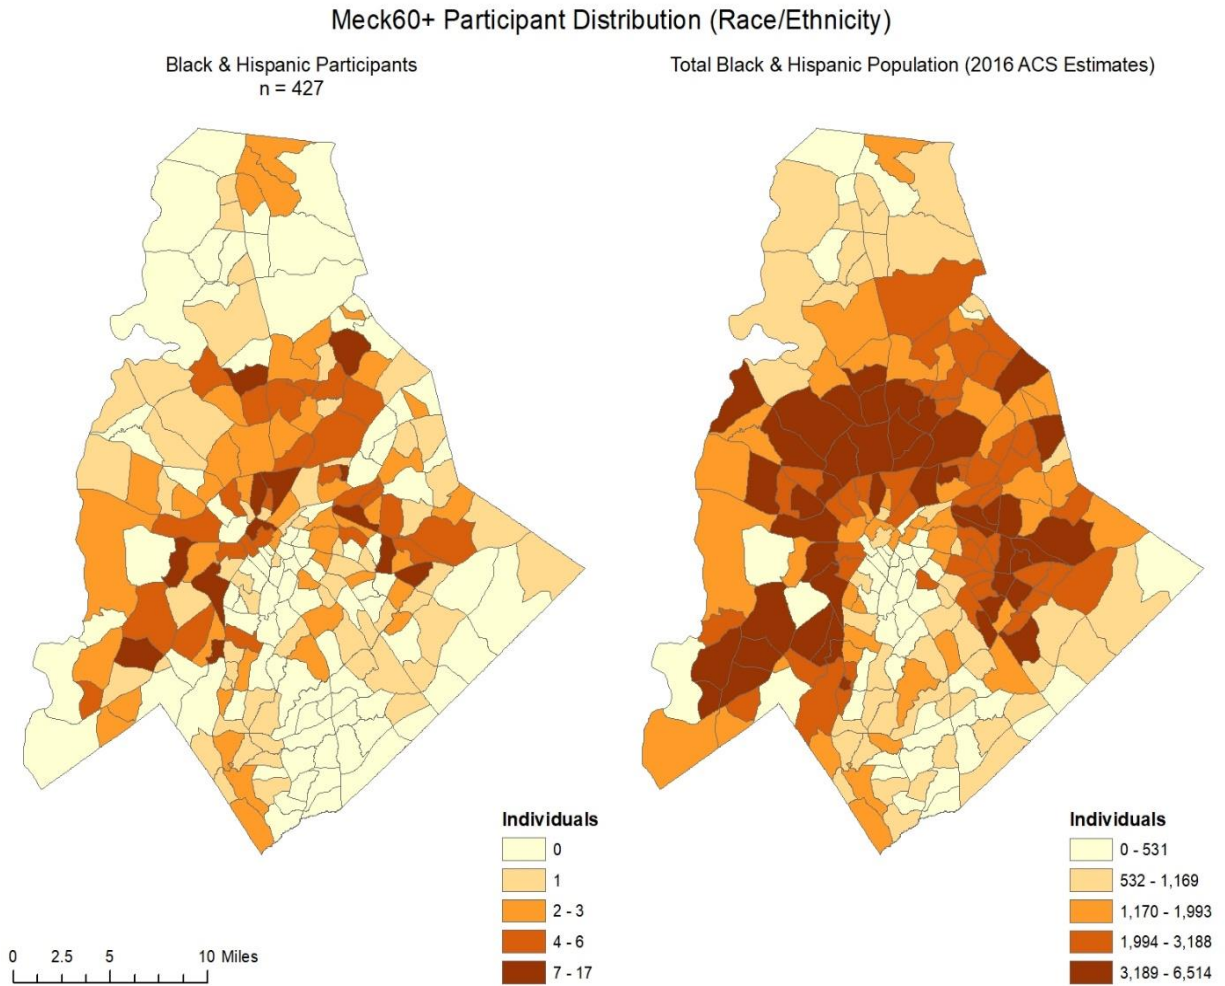 Meck60+ Participant Distribution (Race/Ethnicity)
Black & Hispanic Participants
n = 427
Total Black & Hispanic Population (2016 ACS Estimates)
Individuals
0
1
2 - 3
4 - 6
7 - 17
Individuals
0 - 531
532 - 1,169
1,170 - 1,993
1,994 - 3,188
3,189 - 6,514
0 2.5 5 10 Miles